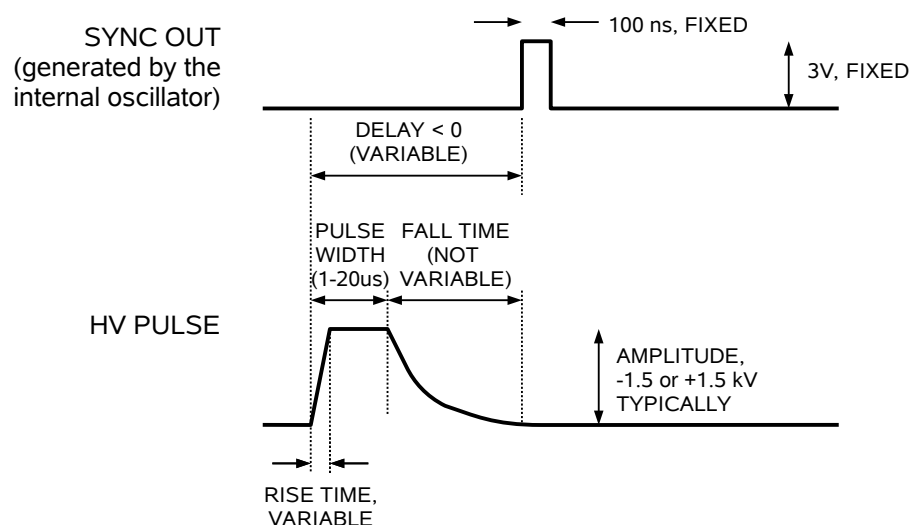 SYNC OUT
(generated by the
internal oscillator)
100 ns, FIXED
3V, FIXED
DELAY < 0
(VARIABLE)
PULSE
WIDTH
(1-20us)
FALL TIME
(NOT
VARIABLE)
HV PULSE
AMPLITUDE,
-1.5 or +1.5 kV
TYPICALLY
RISE TIME,
VARIABLE